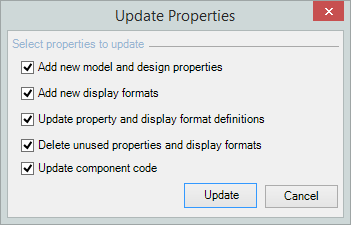 Update Properties
Select properties to update
Add new model and design properties
Add new display formats
Update property and display format definitions
Delete unused properties and display formats
Update component code
Update
Cancel